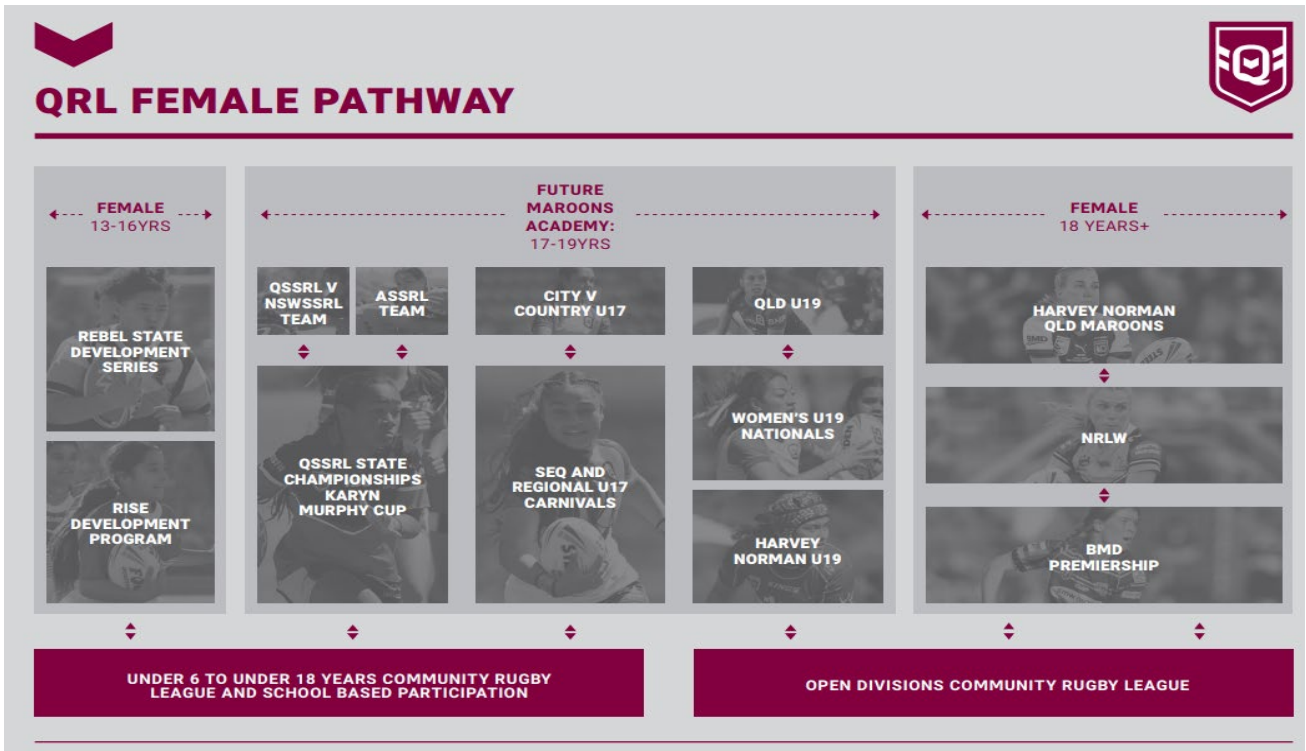 Q
QRL FEMALE PATHWAY
FEMALE
13-16YRS
REBEL STATE
DEVELOPMENT
SERIES
RISE
DEVELOPMENT
PROGRAM
FUTURE
MAROONS
ACADEMY:
17-19YRS
QSSRL V
NSWSSRL
TEAM
ASSRL
TEAM
QSSRL STATE
CHAMPIONSHIPS
KARYN
MURPHY CUP
CITY V
COUNTRY U17
SEQ AND
REGIONAL U17
CARNIVALS
QLD U19
WOMEN'S U19
NATIONALS
HARVEY
NORMAN U19
FEMALE
18 YEARS+
HARVEY NORMAN
QLD MAROONS
NRLW
BMD
PREMIERSHIP
UNDER 6 TO UNDER 18 YEARS COMMUNITY RUGBY
LEAGUE AND SCHOOL BASED PARTICIPATION
OPEN DIVISIONS COMMUNITY RUGBY LEAGUE